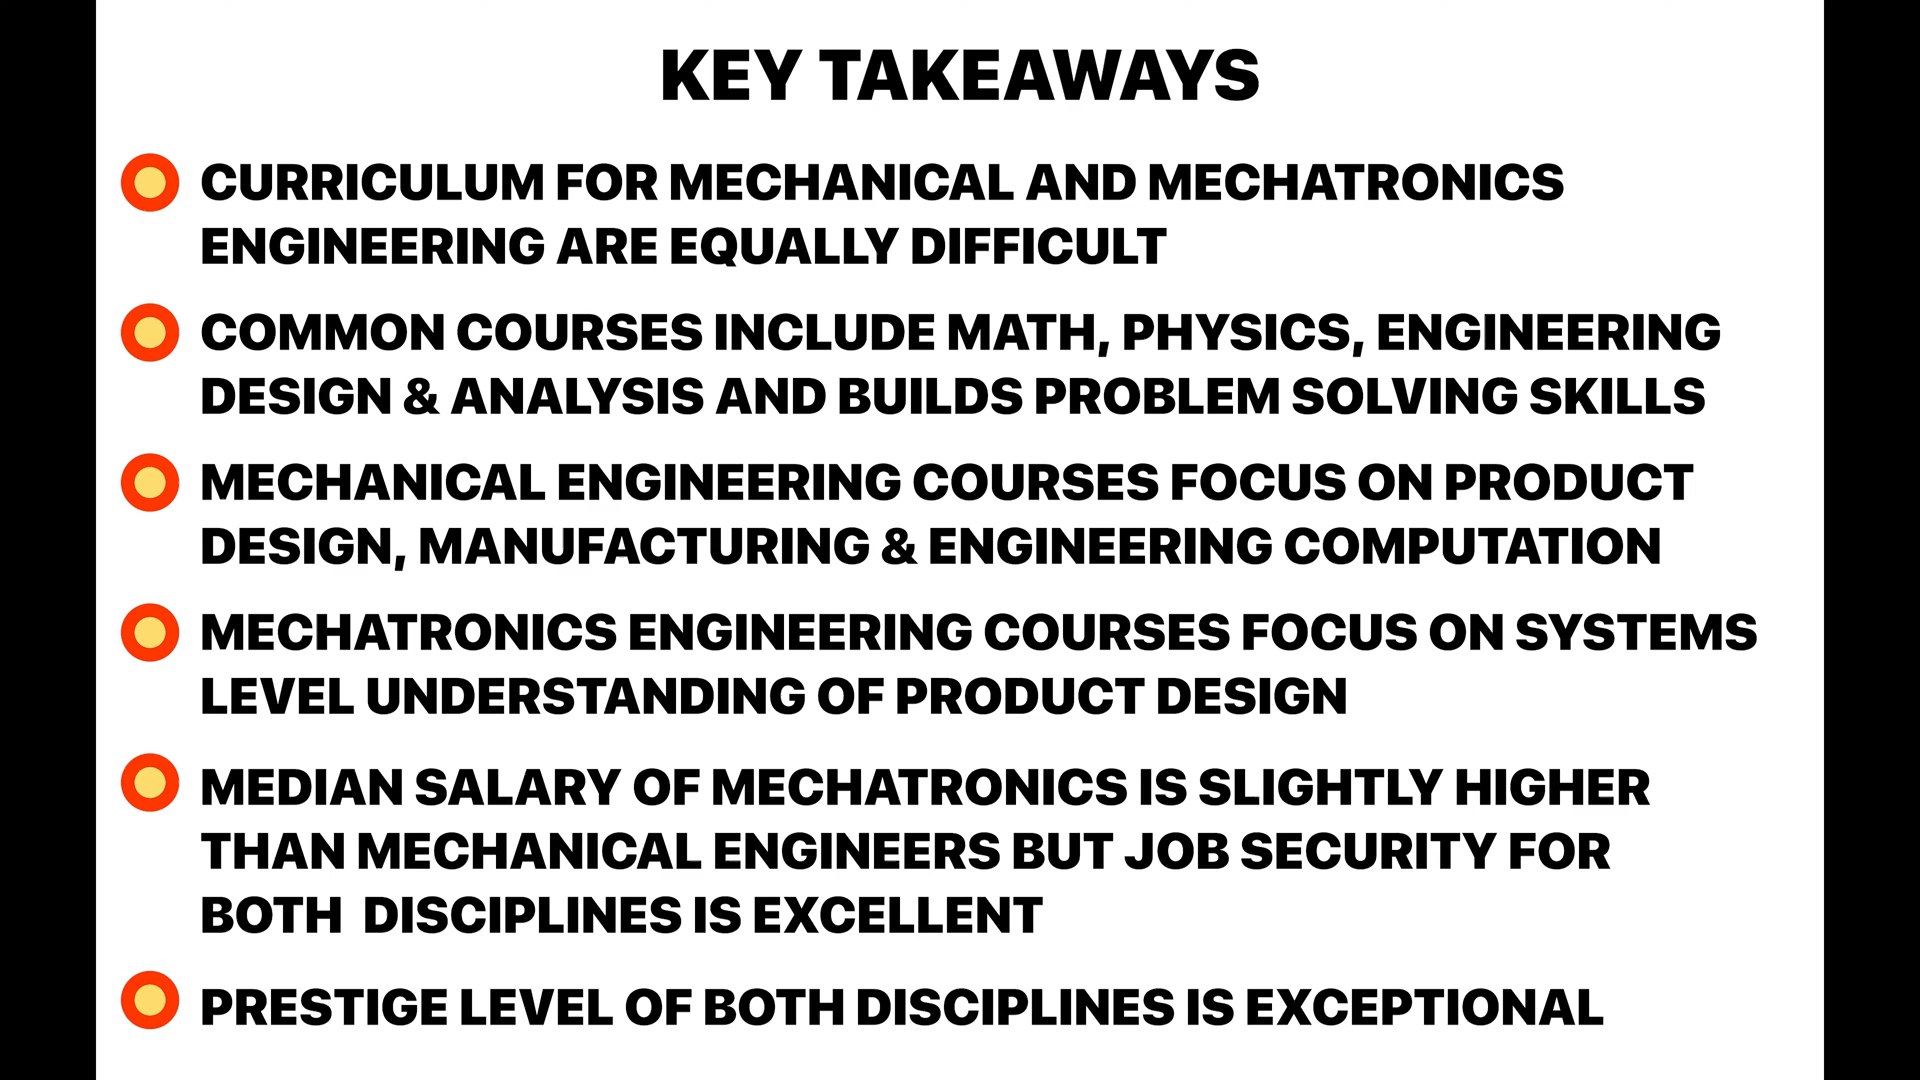 KEY TAKEAWAYS
CURRICULUM FOR MECHANICAL AND MECHATRONICS
ENGINEERING ARE EQUALLY DIFFICULT
COMMON COURSES INCLUDE MATH, PHYSICS, ENGINEERING
DESIGN & ANALYSIS AND BUILDS PROBLEM SOLVING SKILLS
MECHANICAL ENGINEERING COURSES FOCUS ON PRODUCT
DESIGN, MANUFACTURING & ENGINEERING COMPUTATION
MECHATRONICS ENGINEERING COURSES FOCUS ON SYSTEMS
LEVEL UNDERSTANDING OF PRODUCT DESIGN
MEDIAN SALARY OF MECHATRONICS IS SLIGHTLY HIGHER
THAN MECHANICAL ENGINEERS BUT JOB SECURITY FOR
BOTH DISCIPLINES IS EXCELLENT
PRESTIGE LEVEL OF BOTH DISCIPLINES IS EXCEPTIONAL